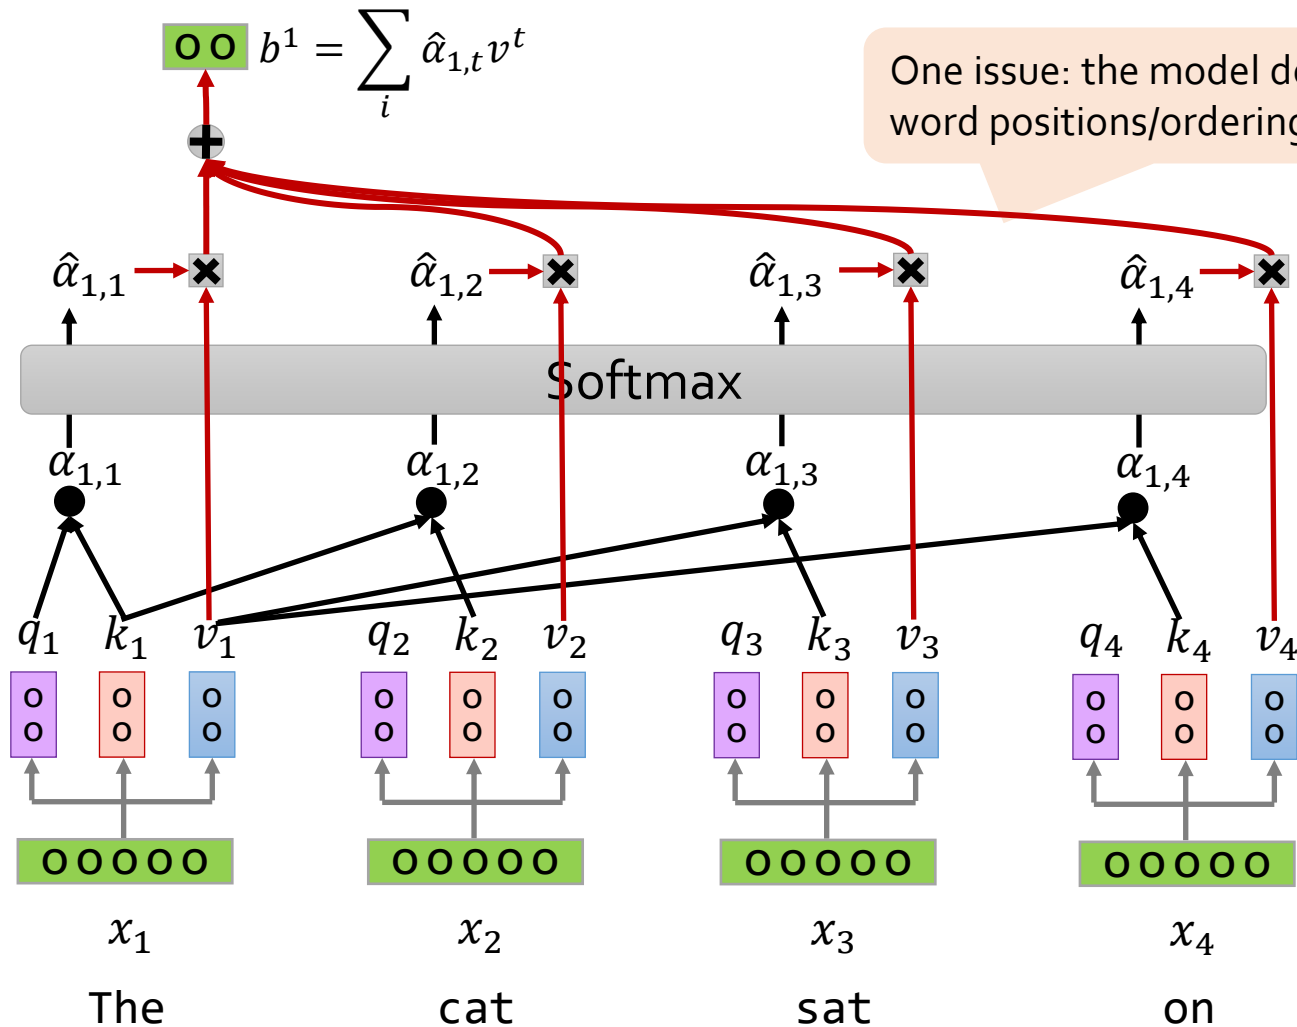 o o b¹ = ∑ᵢ α̂₁,ₜ vᵗ
One issue: the model d
word positions/ordering
α̂₁,₁ α̂₁,₂ α̂₁,₃ α̂₁,₄
Softmax
α₁,₁ α₁,₂ α₁,₃ α₁,₄
q₁ k₁ v₁ q₂ k₂ v₂ q₃ k₃ v₃ q₄ k₄ v₄
o o o o o o o o o o o o
o o o o o o o o o o o o
o o o o o o o o o o o o o o o o o o o o
x₁ x₂ x₃ x₄
The cat sat on